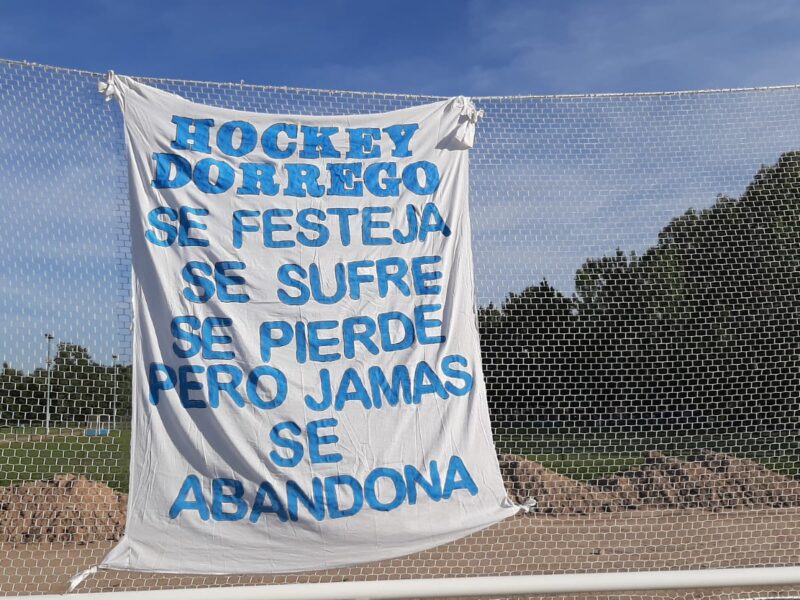 HOCKEY
DORREGO
SE FESTEJA
SE SUFRE
SE PIERDE
PERO JAMAS
SE
ABANDONA